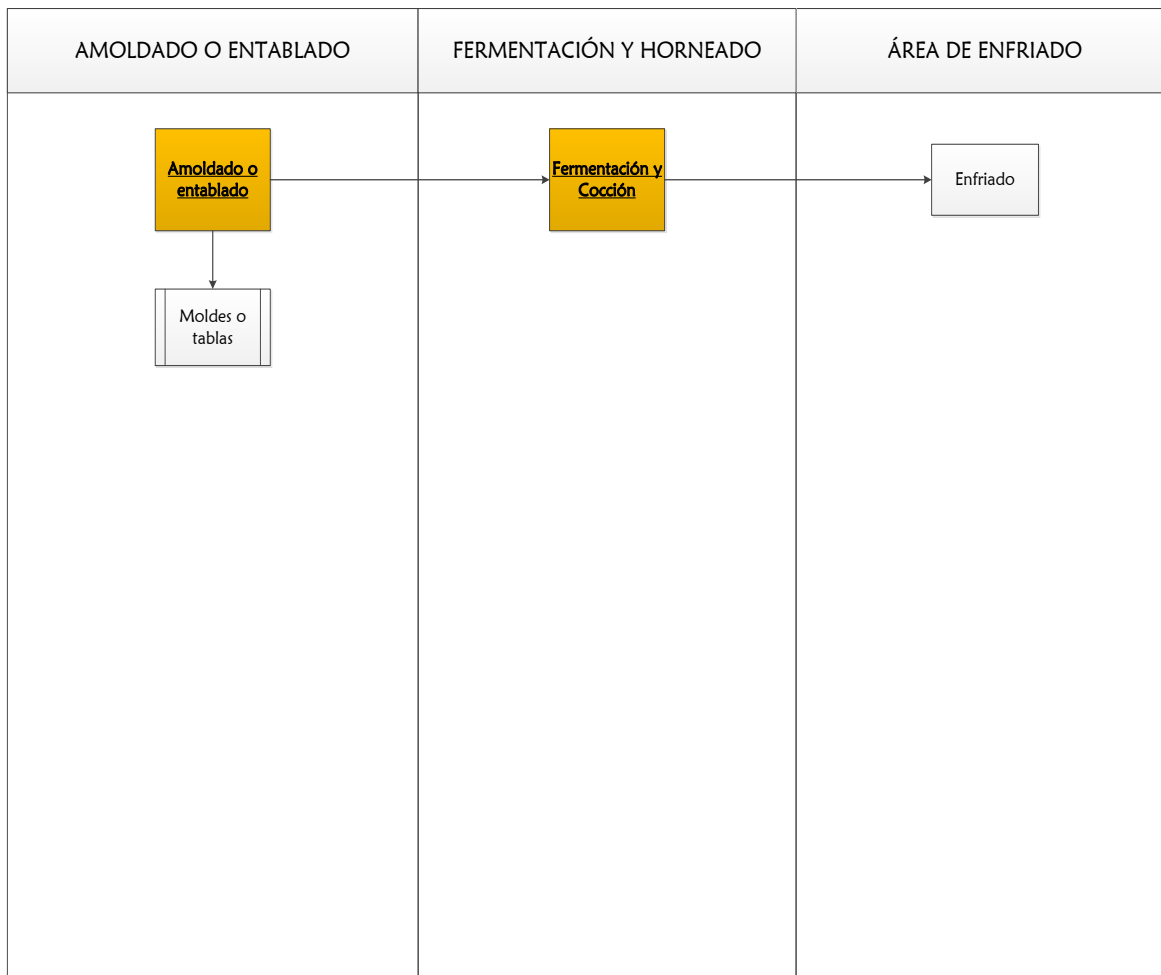 AMOLDADO O ENTABLADO
FERMENTACIÓN Y HORNEADO
ÁREA DE ENFRIADO
Amoldado o
entablado
Fermentación y
Cocción
Enfriado
Moldes o
tablas